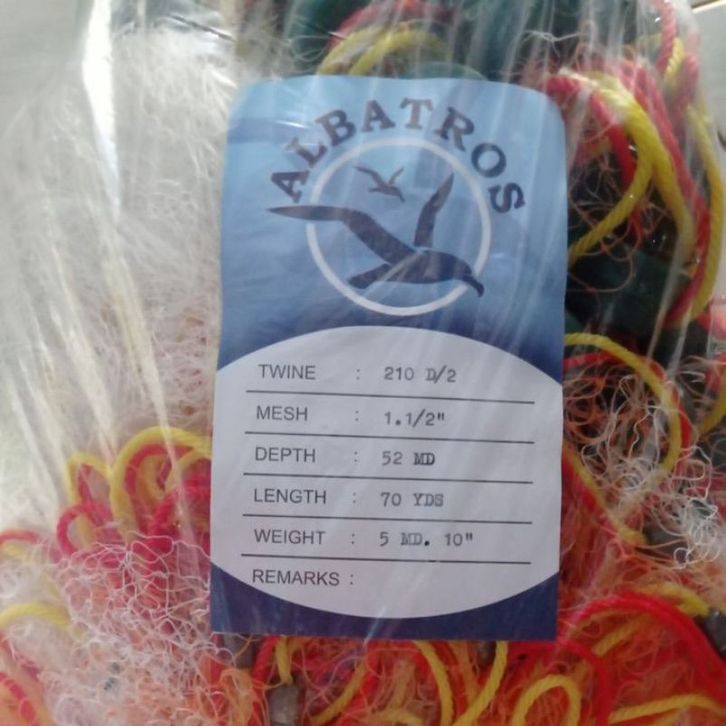 ALBATROS
TWINE : 210 D/2
MESH : 1.1/2"
DEPTH : 52 MD
LENGTH : 70 YDS
WEIGHT : 5 MD. 10"
REMARKS :